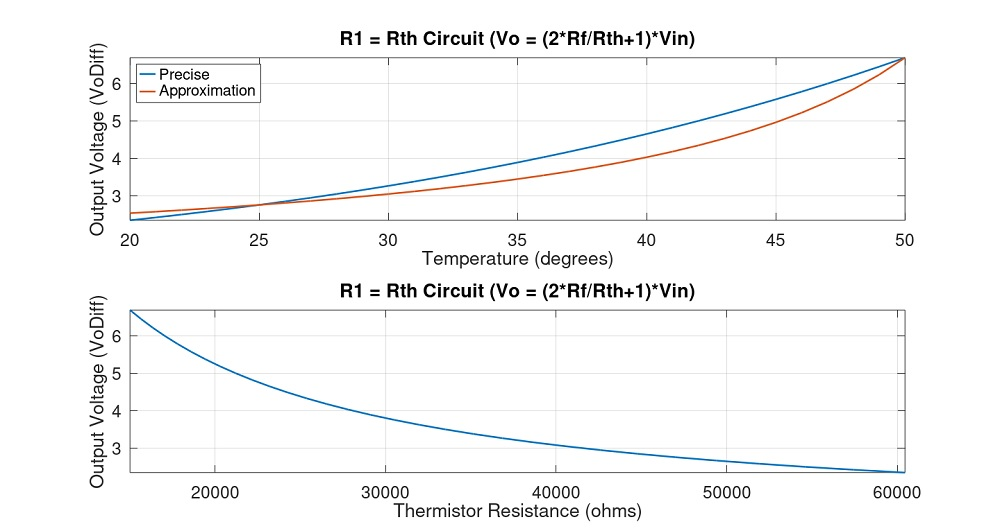 R1 = Rth Circuit (Vo = (2*Rf/Rth+1)*Vin)
Output Voltage (VoDiff)
6
5
4
3
Precise
Approximation
20 25 30 35 40 45 50
Temperature (degrees)
R1 = Rth Circuit (Vo = (2*Rf/Rth+1)*Vin)
Output Voltage (VoDiff)
6
5
4
3
20000 30000 40000 50000 60000
Thermistor Resistance (ohms)